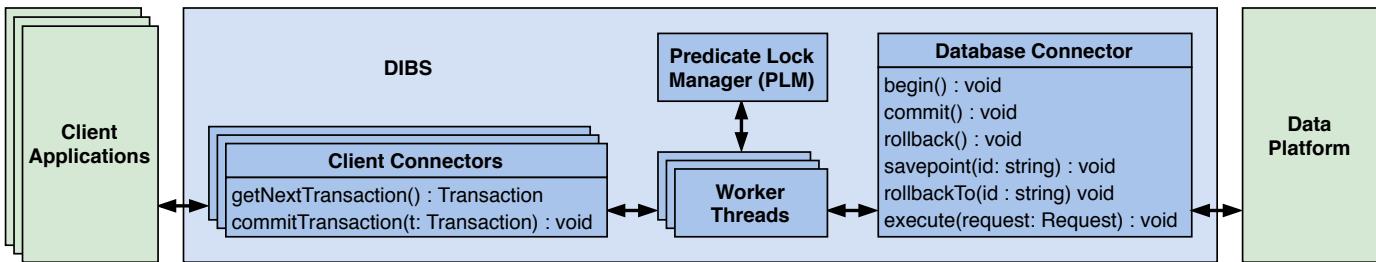 Client
Applications
DIBS
Client Connectors
getNextTransaction() : Transaction
commitTransaction(t: Transaction) : void
Predicate Lock
Manager (PLM)
Worker
Threads
Database Connector
begin() : void
commit() : void
rollback() : void
savepoint(id: string) : void
rollbackTo(id : string) void
execute(request: Request) : void
Data
Platform